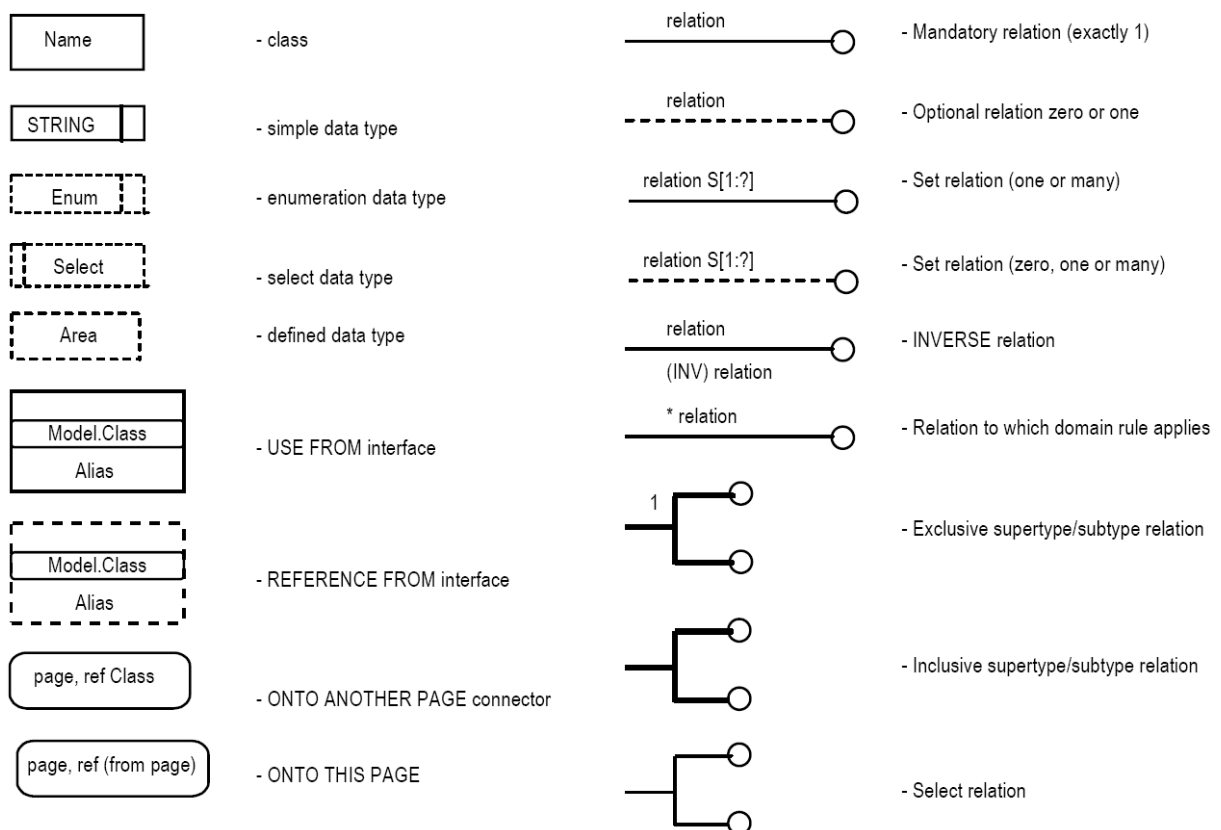 Name
- class
STRING
- simple data type
Enum
- enumeration data type
Select
- select data type
Area
- defined data type
Model.Class
Alias
- USE FROM interface
Model.Class
Alias
- REFERENCE FROM interface
page, ref Class
- ONTO ANOTHER PAGE connector
page, ref (from page)
- ONTO THIS PAGE
relation
- Mandatory relation (exactly 1)
relation
- Optional relation zero or one
relation S[1:?]
- Set relation (one or many)
relation S[1:?]
- Set relation (zero, one or many)
relation
(INV) relation
- INVERSE relation
* relation
- Relation to which domain rule applies
1
- Exclusive supertype/subtype relation
- Inclusive supertype/subtype relation
- Select relation